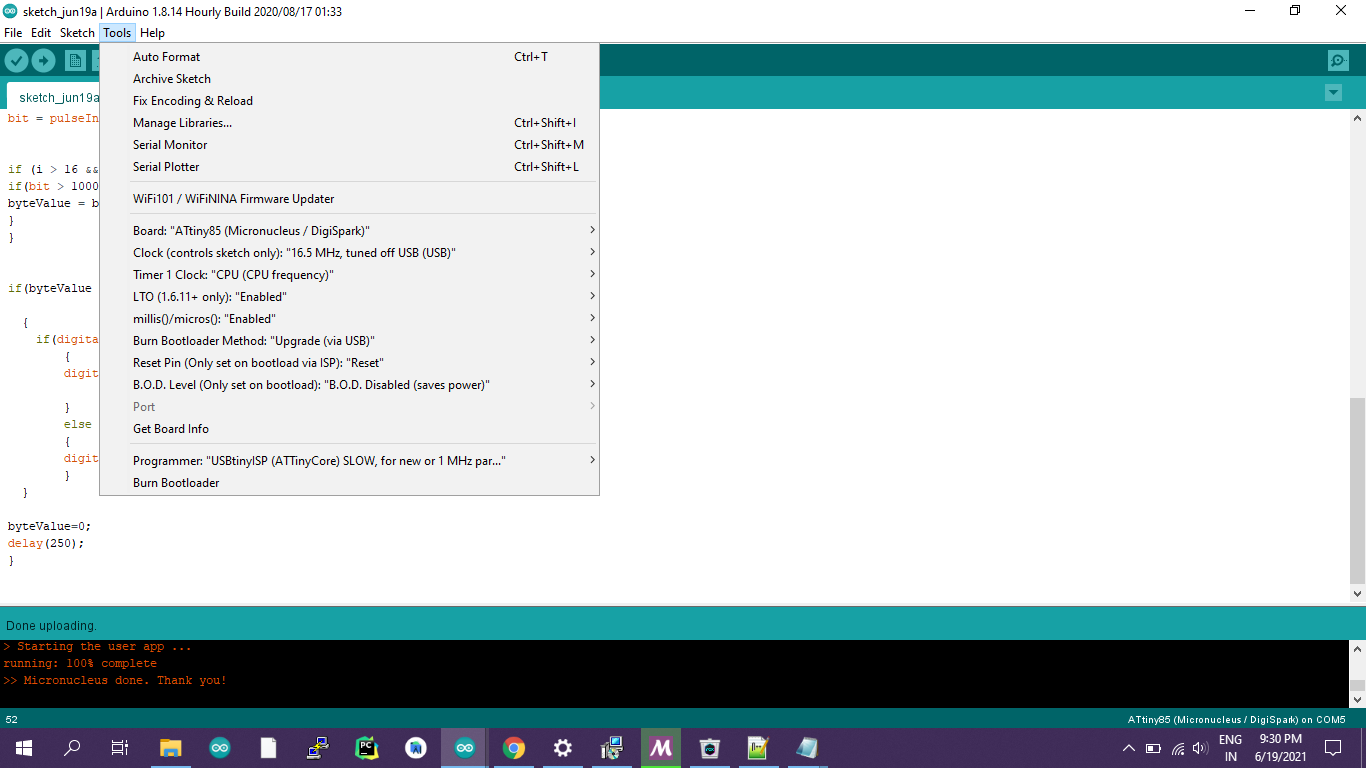 sketch_jun19a | Arduino 1.8.14 Hourly Build 2020/08/17 01:33
File Edit Sketch Tools Help
sketch_jun19a
Auto Format Ctrl+T
Archive Sketch
Fix Encoding & Reload
Manage Libraries... Ctrl+Shift+I
Serial Monitor Ctrl+Shift+M
Serial Plotter Ctrl+Shift+L
WiFi101 / WiFiNINA Firmware Updater
Board: "ATtiny85 (Micronucleus / DigiSpark)"
Clock (controls sketch only): "16.5 MHz, tuned off USB (USB)"
Timer 1 Clock: "CPU (CPU frequency)"
LTO (1.6.11+ only): "Enabled"
millis()/micros(): "Enabled"
Burn Bootloader Method: "Upgrade (via USB)"
Reset Pin (Only set on bootload via ISP): "Reset"
B.O.D. Level (Only set on bootload): "B.O.D. Disabled (saves power)"
Port
Get Board Info
Programmer: "USBtinyISP (ATTinyCore) SLOW, for new or 1 MHz par..."
Burn Bootloader
bit = pulseIn
if (i > 16 &&
if(bit > 1000
byteValue = b
}
}
if(byteValue
{
if(digita
{
digit
}
else
{
digit
}
}
byteValue=0;
delay(250);
}
Done uploading.
> Starting the user app ...
running: 100% complete
>> Micronucleus done. Thank you!
52 ATtiny85 (Micronucleus / DigiSpark) on COM5
PC
M
ENG
IN
9:30 PM
6/19/2021